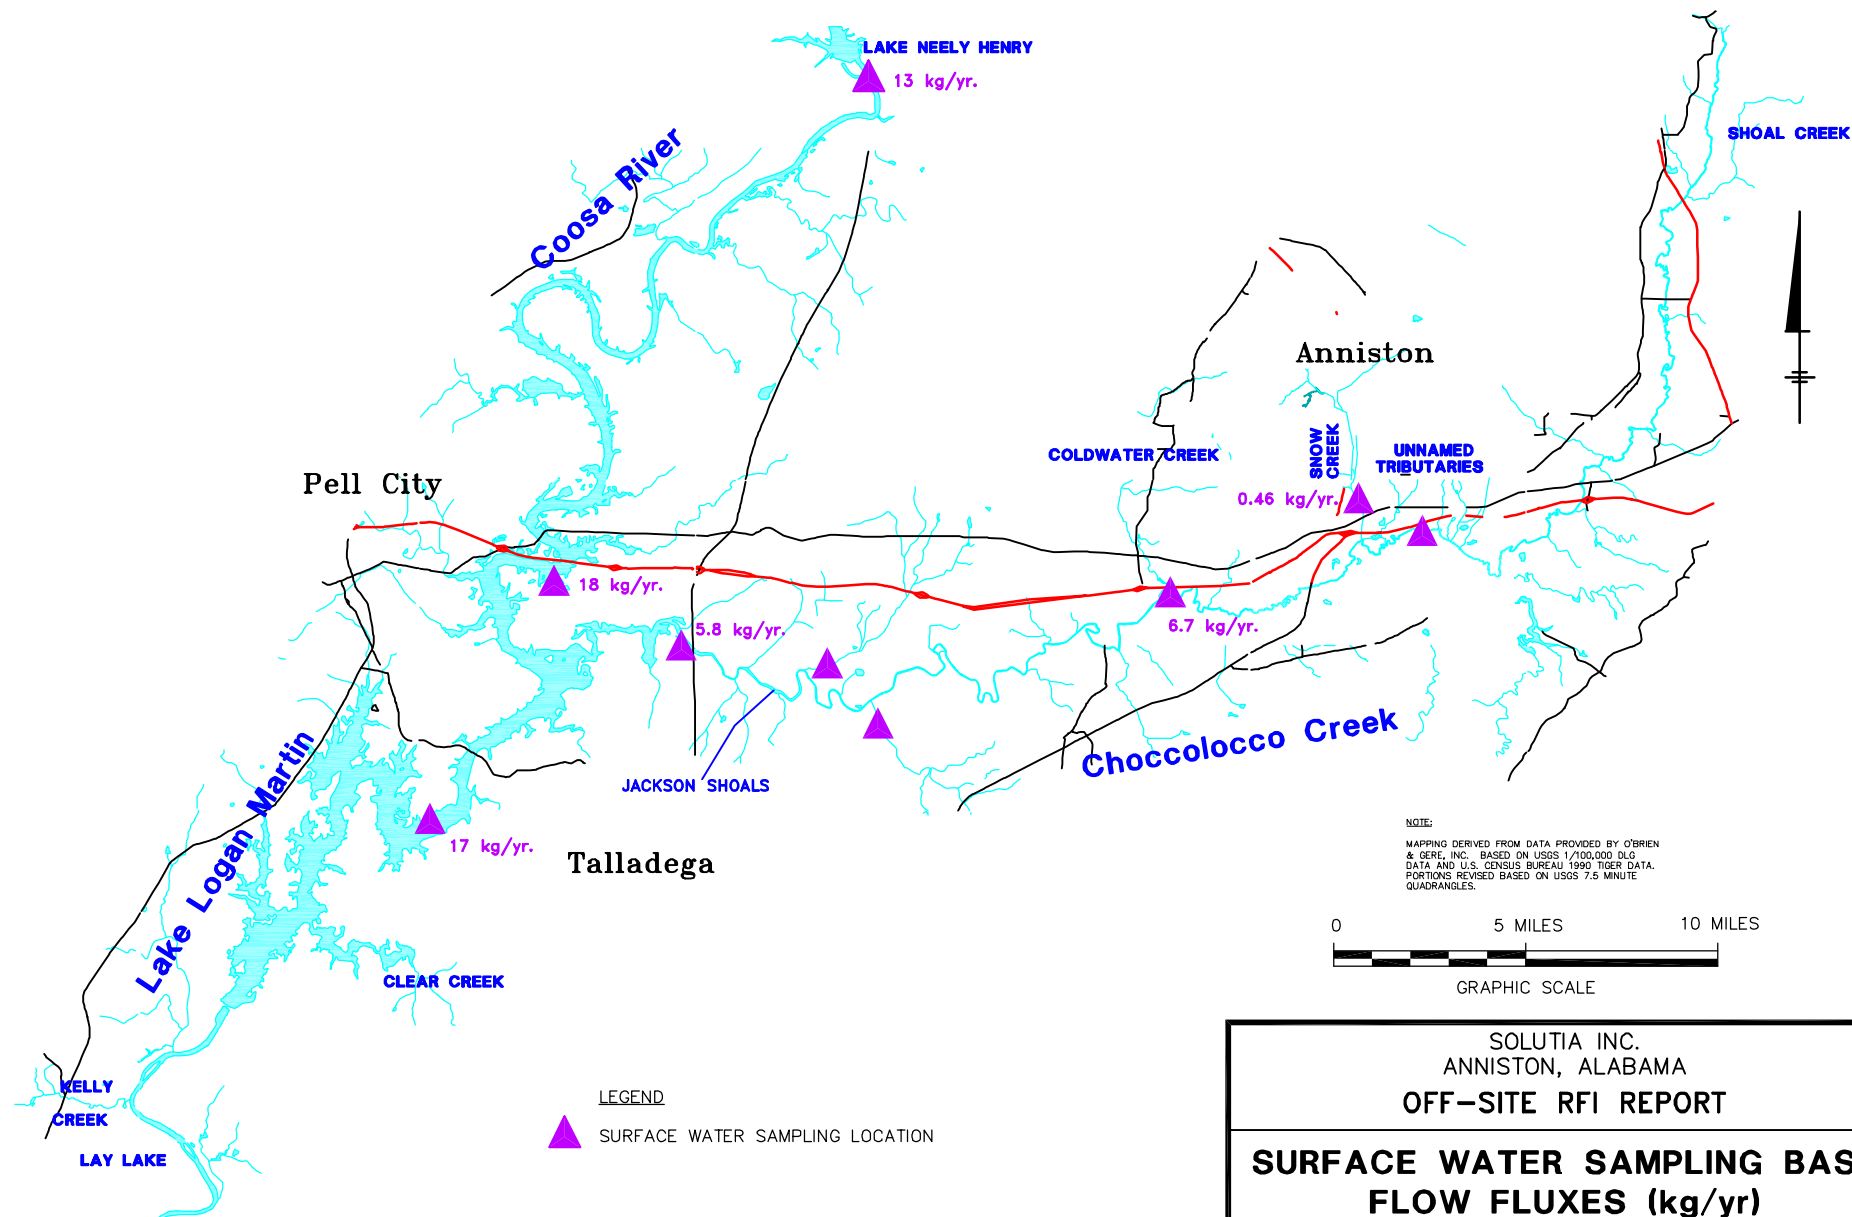 LAKE NEELY HENRY
13 kg/yr.
Coosa River
SHOAL CREEK
Anniston
SNOW
CREEK
UNNAMED
TRIBUTARIES
COLDWATER CREEK
Pell City
0.46 kg/yr.
18 kg/yr.
5.8 kg/yr.
6.7 kg/yr.
Choccolocco Creek
JACKSON SHOALS
Lake Logan Martin
17 kg/yr.
Talladega
NOTE:
MAPPING DERIVED FROM DATA PROVIDED BY O'BRIEN
& GERE, INC. BASED ON USGS 1/100,000 DLG
DATA AND U.S. CENSUS BUREAU 1990 TIGER DATA.
PORTIONS REVISED BASED ON USGS 7.5 MINUTE
QUADRANGLES.
0 5 MILES 10 MILES
GRAPHIC SCALE
CLEAR CREEK
KELLY
CREEK
LAY LAKE
LEGEND
SURFACE WATER SAMPLING LOCATION
SOLUTIA INC.
ANNISTON, ALABAMA
OFF-SITE RFI REPORT
SURFACE WATER SAMPLING BAS
FLOW FLUXES (kg/yr)